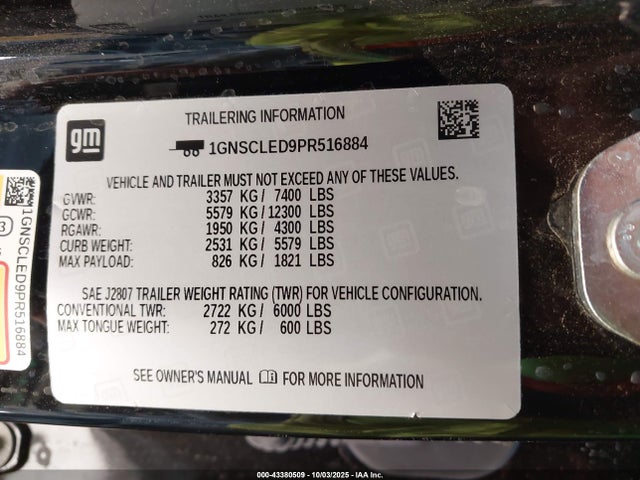 TRAILERING INFORMATION
gm
1GNSCLED9PR516884
VEHICLE AND TRAILER MUST NOT EXCEED ANY OF THESE VALUES.
GVWR: 3357 KG/ 7400 LBS
GCWR: 5579 KG/12300 LBS
RGAWR: 1950 KG/ 4300 LBS
CURB WEIGHT: 2531 KG/ 5579 LBS
MAX PAYLOAD: 826 KG/ 1821 LBS
SAE J2807 TRAILER WEIGHT RATING (TWR) FOR VEHICLE CONFIGURATION.
CONVENTIONAL TWR: 2722 KG/ 6000 LBS
MAX TONGUE WEIGHT: 272 KG/ 600 LBS
SEE OWNER'S MANUAL FOR MORE INFORMATION
1GNSCLED9PR516884
000-43380509 - 10/03/2025 - IAA Inc.